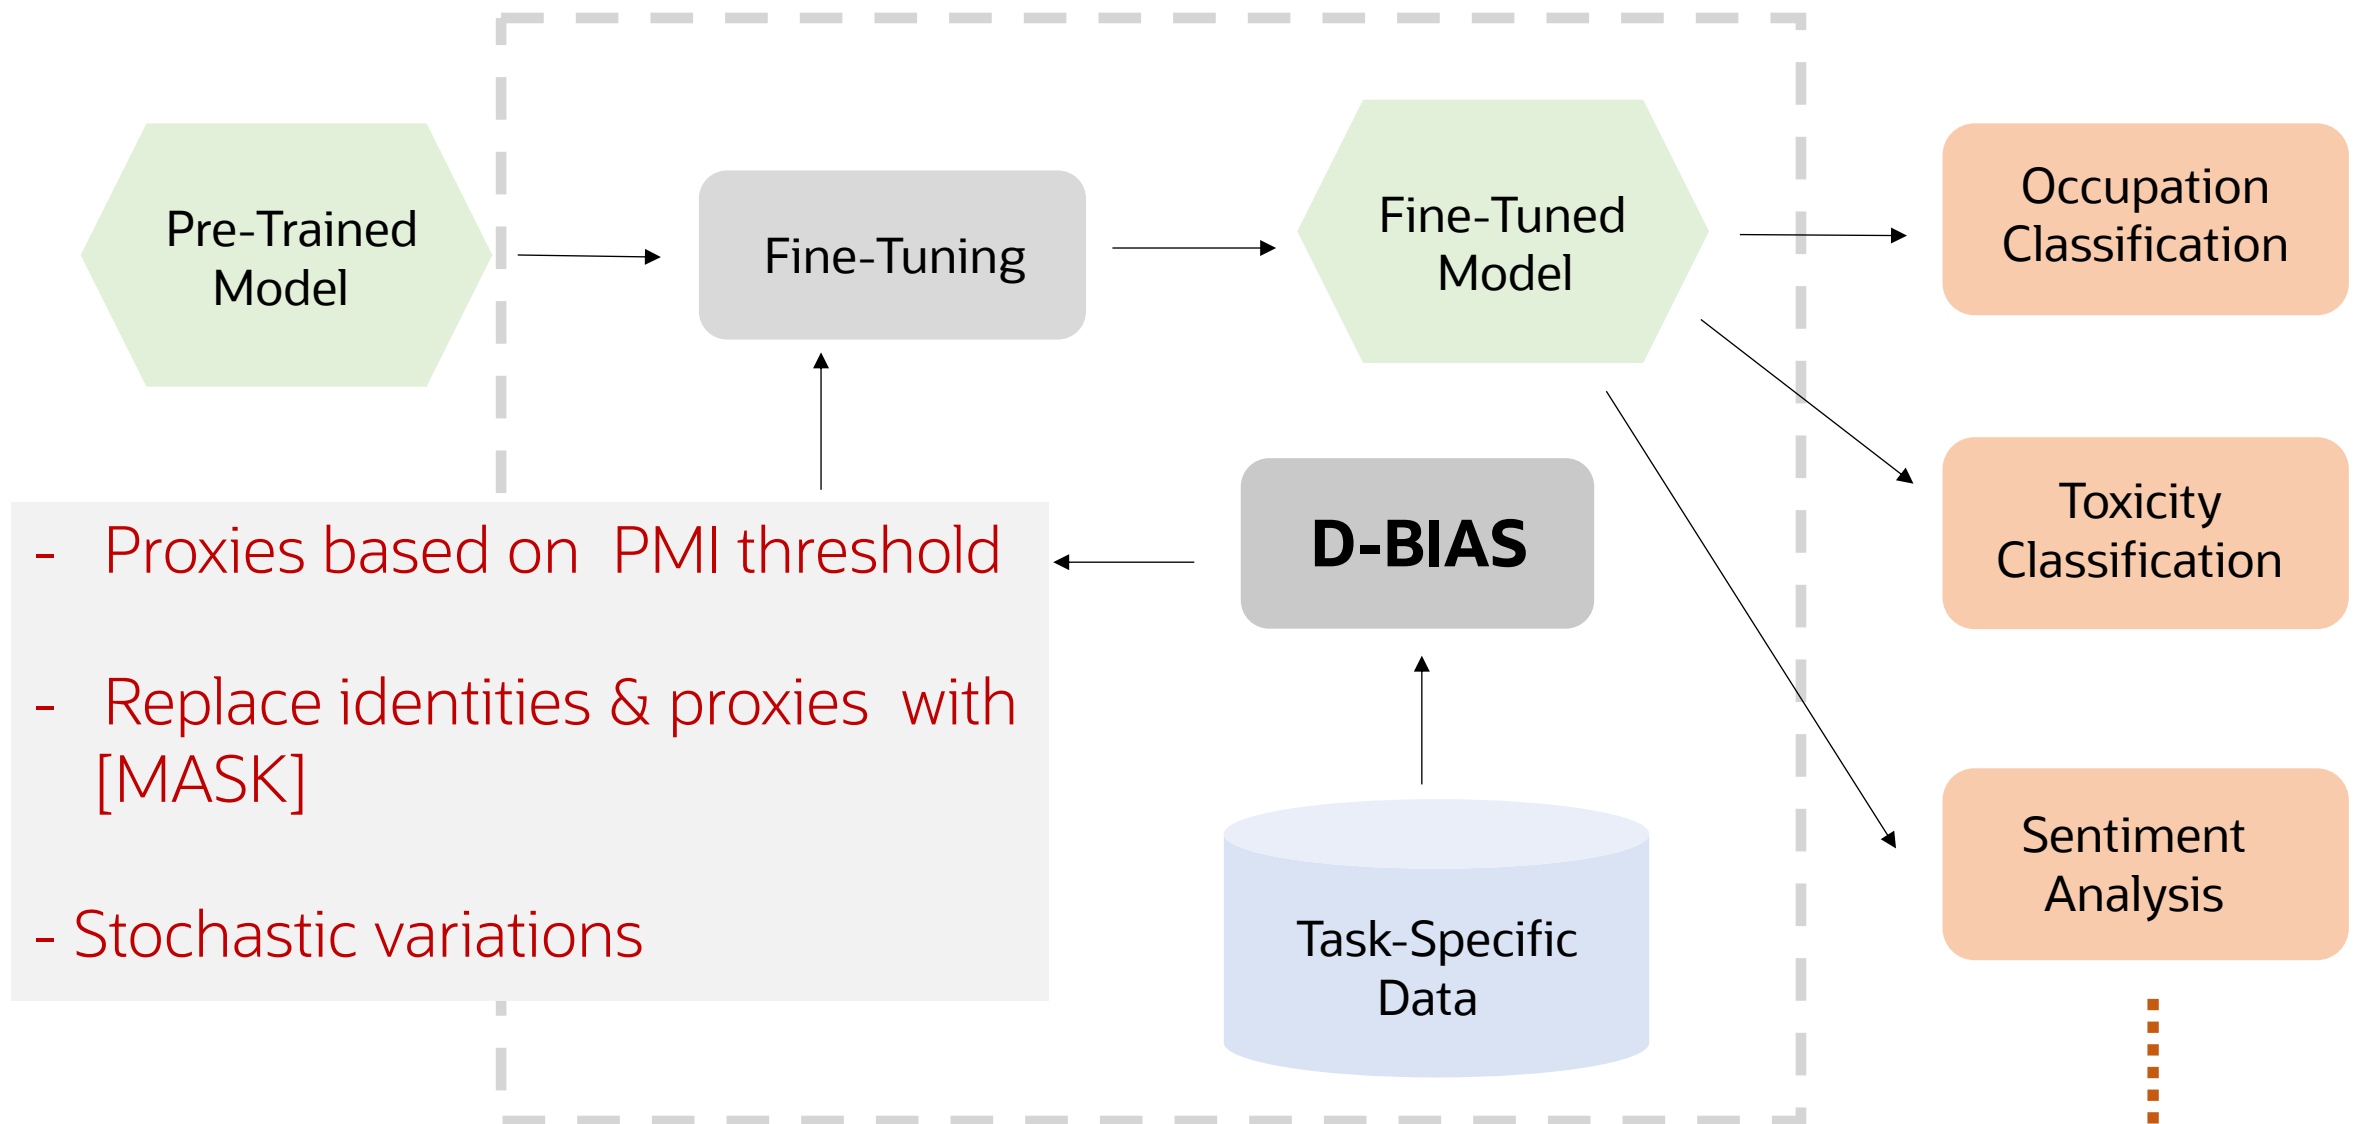 Pre-Trained
Model
Fine-Tuning
Fine-Tuned
Model
Occupation
Classification
Toxicity
Classification
Sentiment
Analysis
D-BIAS
Task-Specific
Data
- Proxies based on PMI threshold
- Replace identities & proxies with
[MASK]
- Stochastic variations